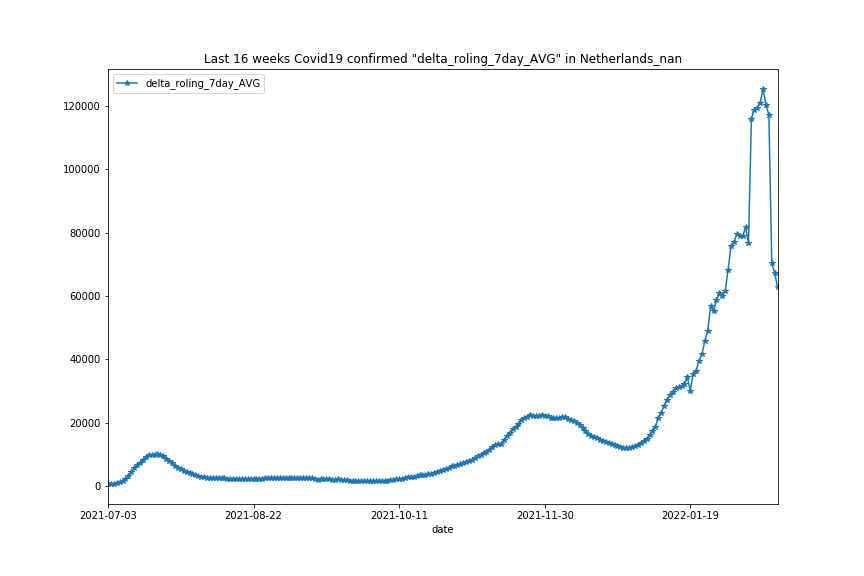 Last 16 weeks Covid19 confirmed "delta_roling_7day_AVG" in Netherlands_nan
delta_roling_7day_AVG
120000
100000
80000
60000
40000
20000
0
2021-07-03 2021-08-22 2021-10-11 2021-11-30 2022-01-19
date